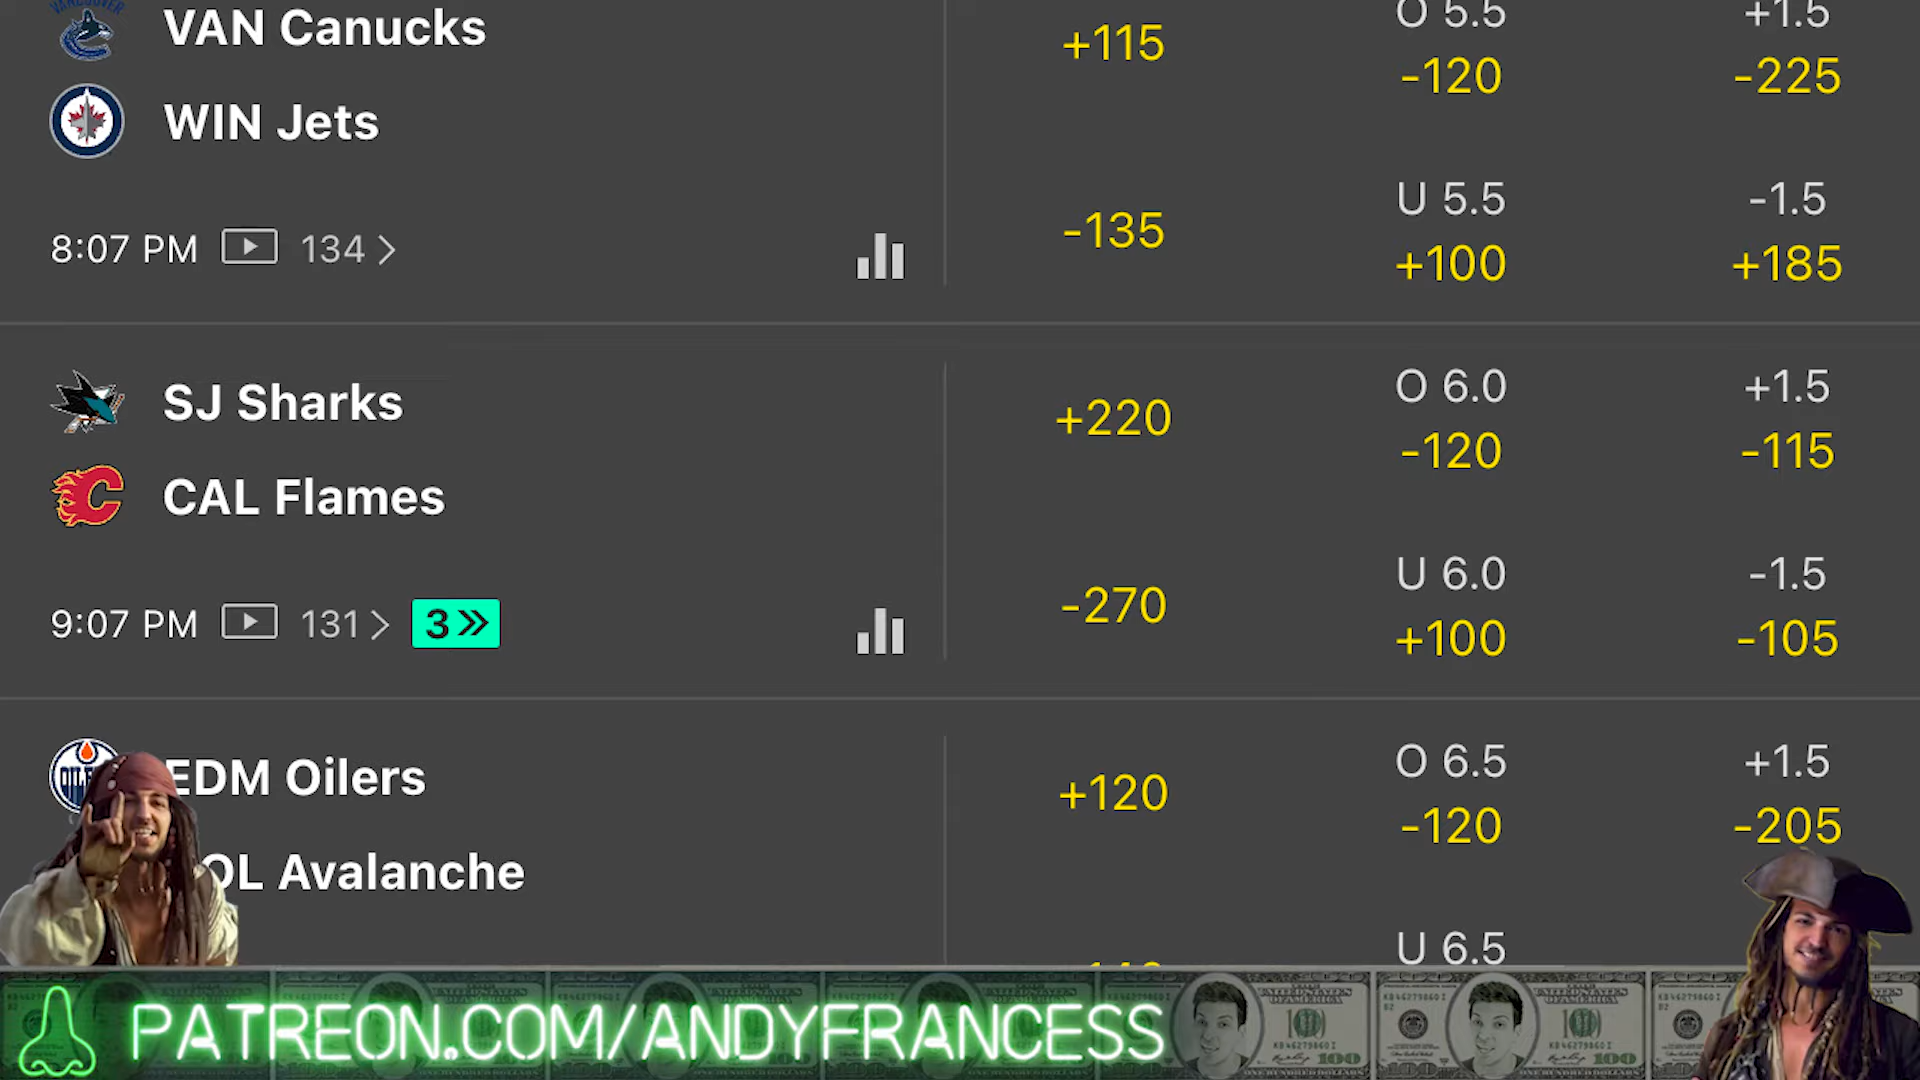 VANCOUVER
VAN Canucks
WIN Jets
8:07 PM 134 >
+115
O 5.5
-120
+1.5
-225
-135
U 5.5
+100
-1.5
+185
SJ Sharks
CAL Flames
9:07 PM 131 > 3 »
+220
O 6.0
-120
+1.5
-115
-270
U 6.0
+100
-1.5
-105
EDM Oilers
OL Avalanche
+120
O 6.5
-120
+1.5
-205
U 6.5
PATREON.COM/ANDYFRANCESS